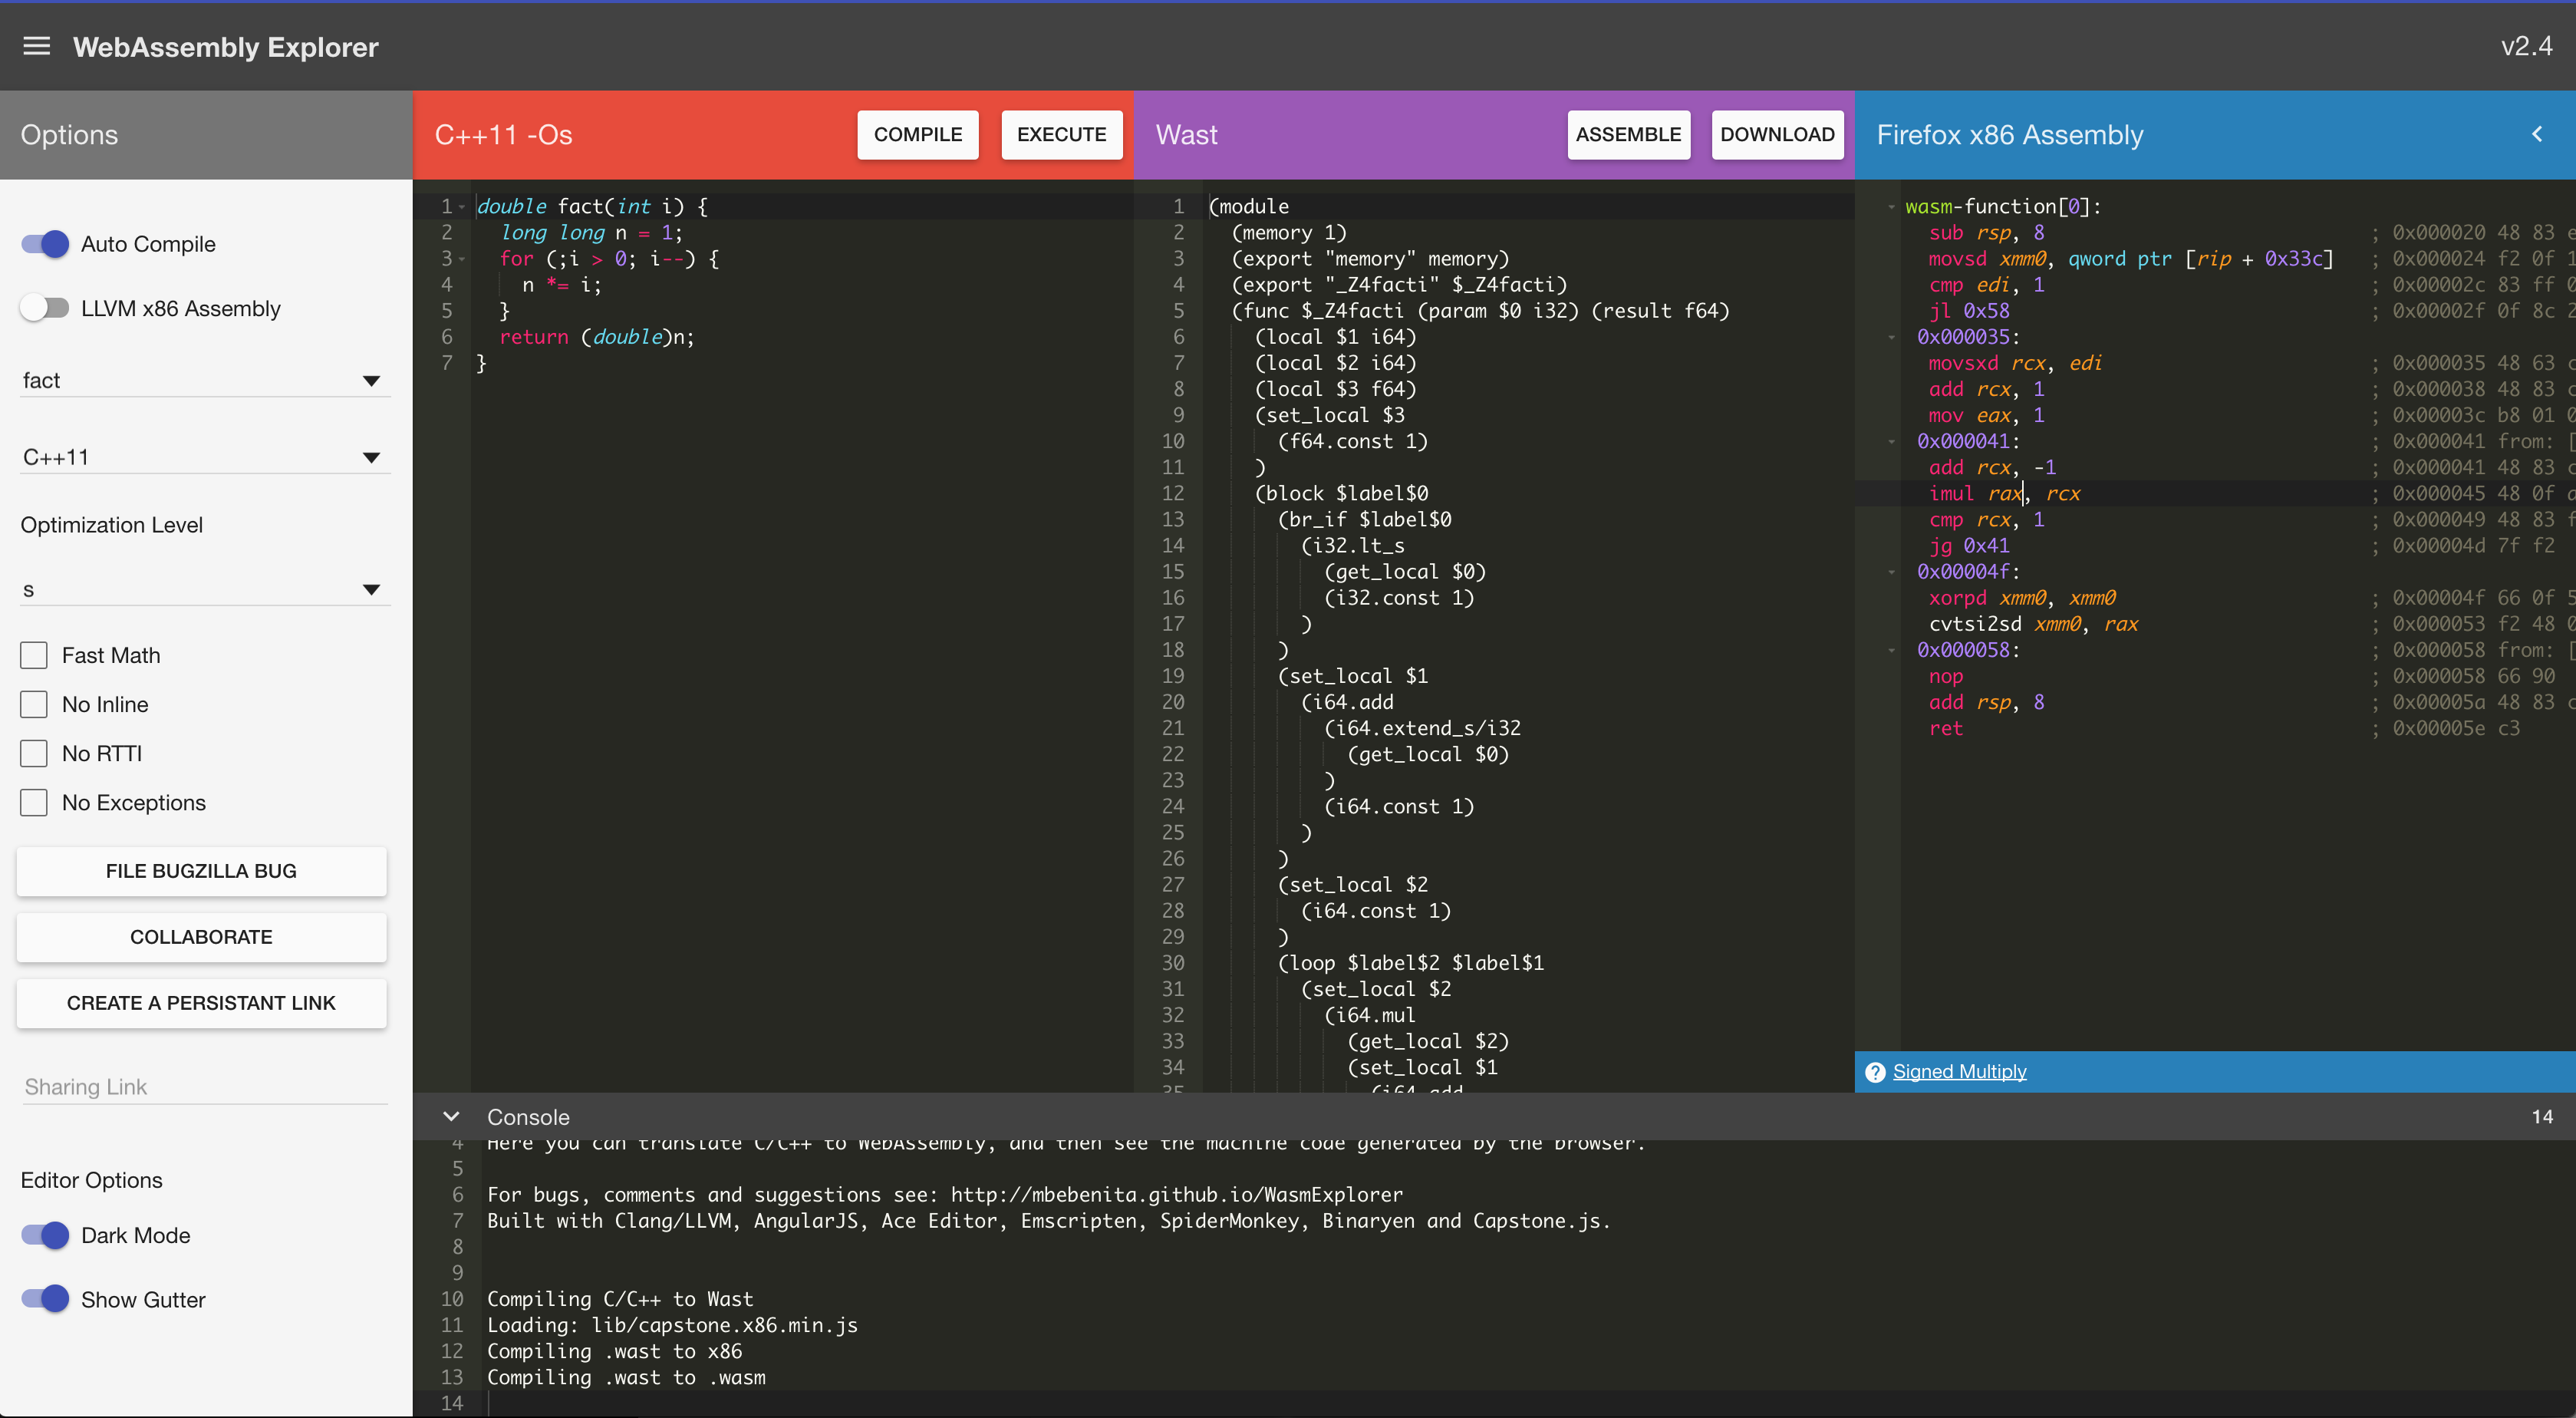 WebAssembly Explorer
v2.4
Options
Auto Compile
LLVM x86 Assembly
fact
C++11
Optimization Level
s
Fast Math
No Inline
No RTTI
No Exceptions
FILE BUGZILLA BUG
COLLABORATE
CREATE A PERSISTANT LINK
Sharing Link
Editor Options
Dark Mode
Show Gutter
C++11 -Os
COMPILE
EXECUTE
1 double fact(int i) {
2 long long n = 1;
3 for (;i > 0; i--) {
4 n *= i;
5 }
6 return (double)n;
7 }
Wast
ASSEMBLE
DOWNLOAD
1 (module
2 (memory 1)
3 (export "memory" memory)
4 (export "_Z4facti" $_Z4facti)
5 (func $_Z4facti (param $0 i32) (result f64)
6 (local $1 i64)
7 (local $2 i64)
8 (local $3 f64)
9 (set_local $3
10 (f64.const 1)
11 )
12 (block $label$0
13 (br_if $label$0
14 (i32.lt_s
15 (get_local $0)
16 (i32.const 1)
17 )
18 )
19 (set_local $1
20 (i64.add
21 (i64.extend_s/i32
22 (get_local $0)
23 )
24 (i64.const 1)
25 )
26 )
27 (set_local $2
28 (i64.const 1)
29 )
30 (loop $label$2 $label$1
31 (set_local $2
32 (i64.mul
33 (get_local $2)
34 (set_local $1
35 (i64.add
Firefox x86 Assembly
wasm-function[0]:
sub rsp, 8 ; 0x000020 48 83 e
movsd xmm0, qword ptr [rip + 0x33c] ; 0x000024 f2 0f 1
cmp edi, 1 ; 0x00002c 83 ff 0
jl 0x58 ; 0x00002f 0f 8c 2
0x000035:
movsxd rcx, edi ; 0x000035 48 63 c
add rcx, 1 ; 0x000038 48 83 c
mov eax, 1 ; 0x00003c b8 01 0
0x000041: ; 0x000041 from: [
add rcx, -1 ; 0x000041 48 83 c
imul rax, rcx ; 0x000045 48 0f a
cmp rcx, 1 ; 0x000049 48 83 f
jg 0x41 ; 0x00004d 7f f2
0x00004f:
xorpd xmm0, xmm0 ; 0x00004f 66 0f 5
cvtsi2sd xmm0, rax ; 0x000053 f2 48 0
0x000058: ; 0x000058 from: [
nop ; 0x000058 66 90
add rsp, 8 ; 0x00005a 48 83 c
ret ; 0x00005e c3
Signed Multiply
Console
14
4 Here you can translate C/C++ to WebAssembly, and then see the machine code generated by the browser.
5
6 For bugs, comments and suggestions see: http://mbebenita.github.io/WasmExplorer
7 Built with Clang/LLVM, AngularJS, Ace Editor, Emscripten, SpiderMonkey, Binaryen and Capstone.js.
8
9
10 Compiling C/C++ to Wast
11 Loading: lib/capstone.x86.min.js
12 Compiling .wast to x86
13 Compiling .wast to .wasm
14